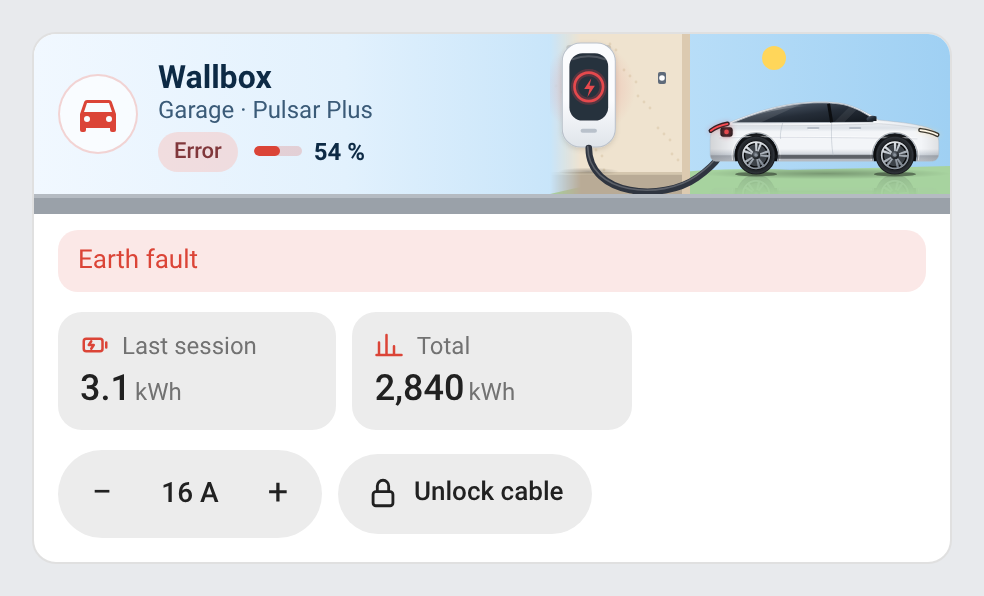 Wallbox
Garage · Pulsar Plus
Error 54 %
Earth fault
Last session
3.1 kWh
Total
2,840 kWh
− 16 A +
Unlock cable